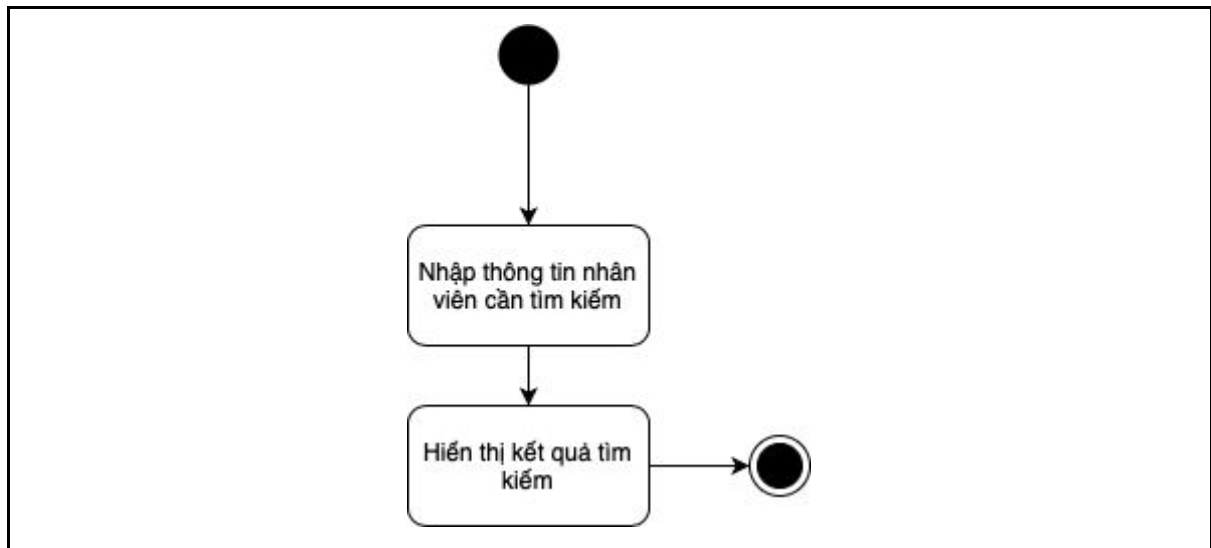 Nhập thông tin nhân
viên cần tìm kiếm
Hiển thị kết quả tìm
kiếm